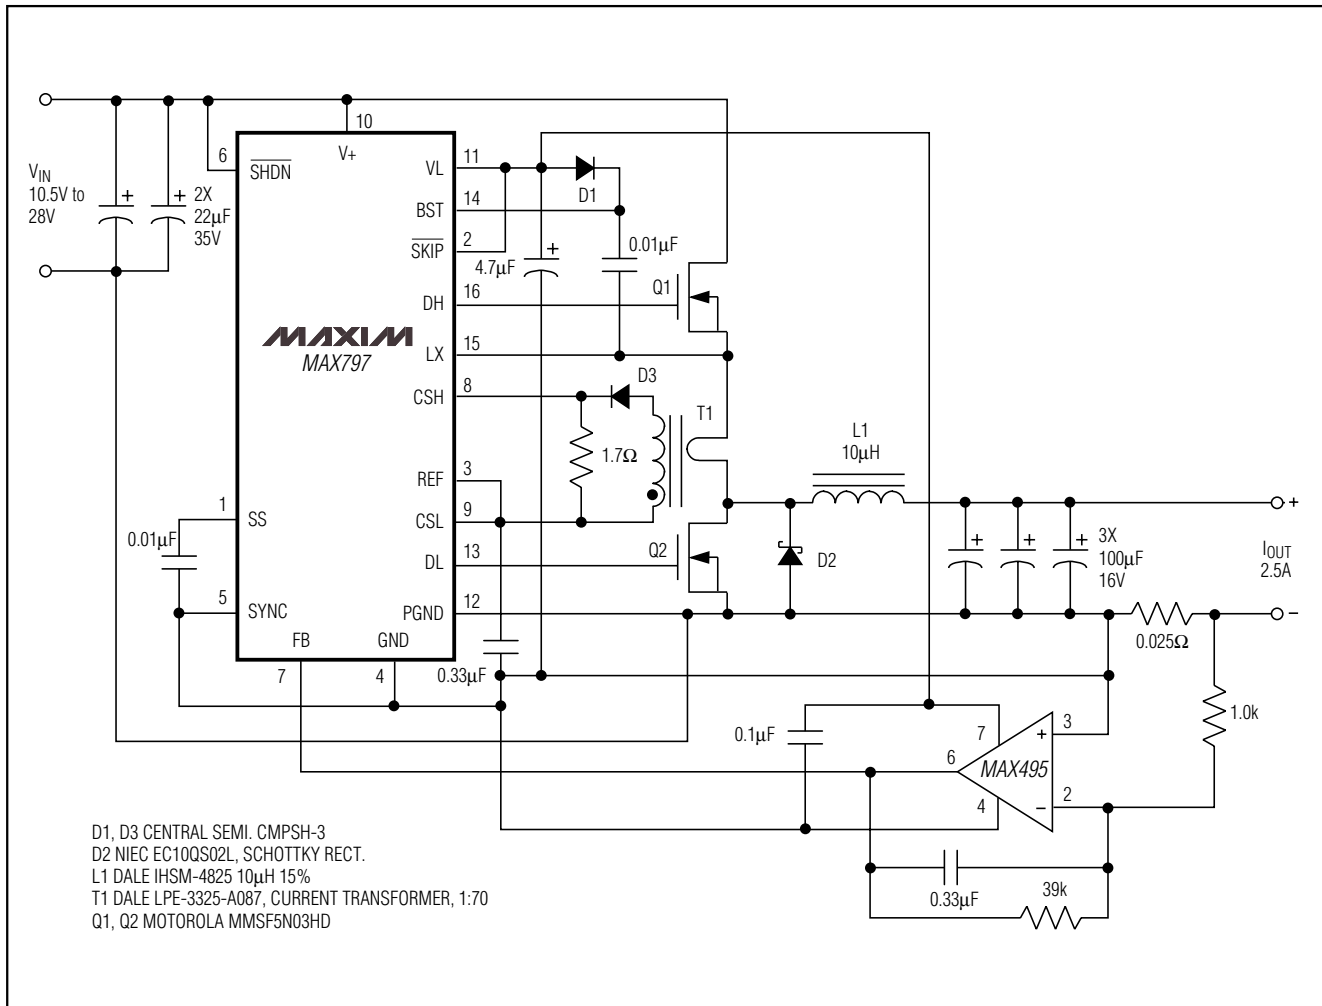 V_IN
10.5V to
28V
+
+
2X
22µF
35V
6
SHDN
10
V+
VL
11
BST
14
SKIP
2
DH
16
LX
15
CSH
8
REF
3
CSL
9
DL
13
PGND
12
1
SS
5
SYNC
FB
7
GND
4
MAXIM
MAX797
0.01µF
D1
4.7µF
+
0.01µF
Q1
D3
T1
1.7Ω
Q2
D2
L1
10µH
+
+
+
3X
100µF
16V
+
I_OUT
2.5A
−
0.025Ω
0.33µF
1.0k
0.1µF
7
+
3
6
MAX495
4
−
2
0.33µF
39k
D1, D3 CENTRAL SEMI. CMPSH-3
D2 NIEC EC10QS02L, SCHOTTKY RECT.
L1 DALE IHSM-4825 10µH 15%
T1 DALE LPE-3325-A087, CURRENT TRANSFORMER, 1:70
Q1, Q2 MOTOROLA MMSF5N03HD